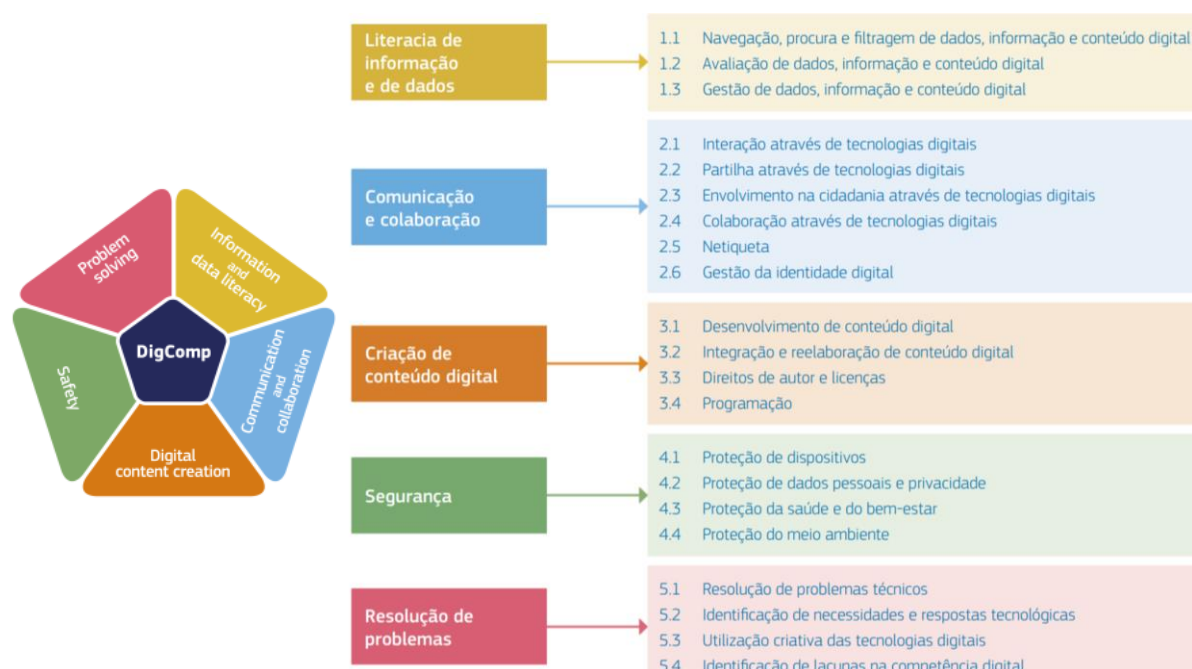 Problem
solving
Information
and
data literacy
DigComp
Safety
Communication
and
collaboration
Digital
content creation
Literacia de
informação
e de dados
1.1 Navegação, procura e filtragem de dados, informação e conteúdo digital
1.2 Avaliação de dados, informação e conteúdo digital
1.3 Gestão de dados, informação e conteúdo digital
Comunicação
e colaboração
2.1 Interação através de tecnologias digitais
2.2 Partilha através de tecnologias digitais
2.3 Envolvimento na cidadania através de tecnologias digitais
2.4 Colaboração através de tecnologias digitais
2.5 Netiqueta
2.6 Gestão da identidade digital
Criação de
conteúdo digital
3.1 Desenvolvimento de conteúdo digital
3.2 Integração e reelaboração de conteúdo digital
3.3 Direitos de autor e licenças
3.4 Programação
Segurança
4.1 Proteção de dispositivos
4.2 Proteção de dados pessoais e privacidade
4.3 Proteção da saúde e do bem-estar
4.4 Proteção do meio ambiente
Resolução de
problemas
5.1 Resolução de problemas técnicos
5.2 Identificação de necessidades e respostas tecnológicas
5.3 Utilização criativa das tecnologias digitais
5.4 Identificação de lacunas na competência digital